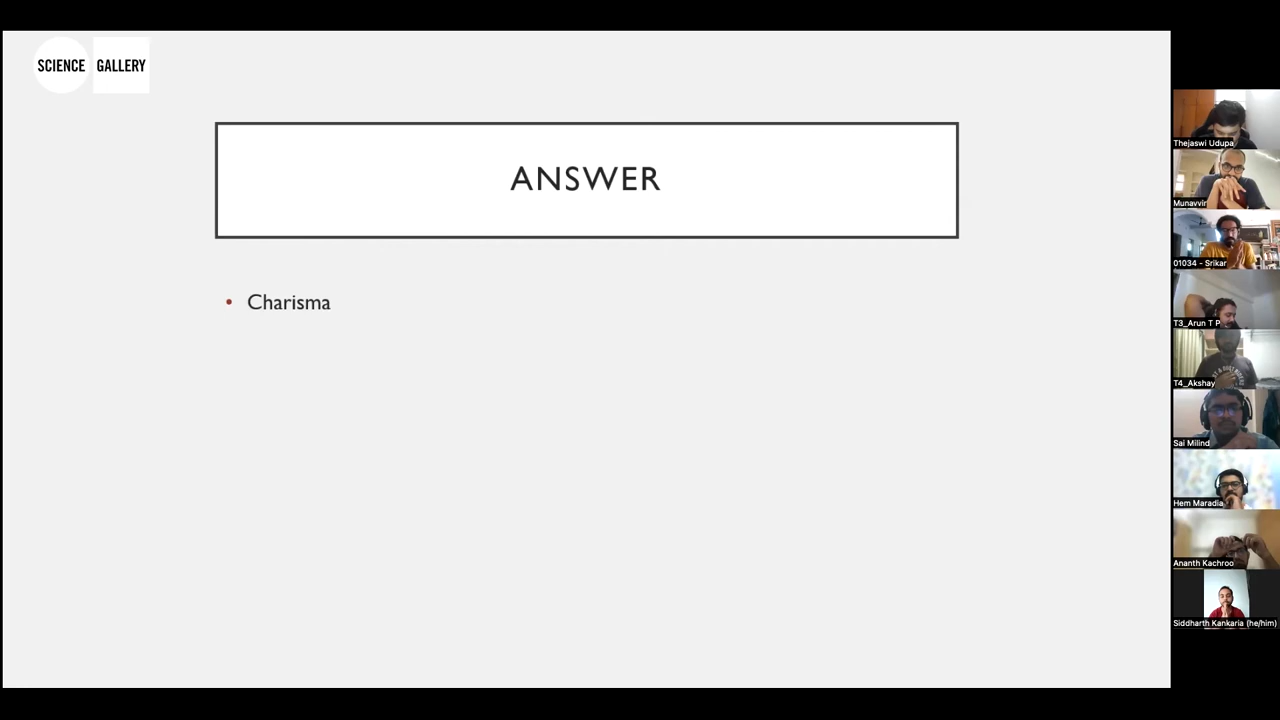 SCIENCE GALLERY
ANSWER
• Charisma
Thejaswi Udupa
Munavvir
01034 - Srikar
T3_Arun T P
T4_Akshay
Sai Milind
Hem Maradia
Ananth Kachroo
Siddharth Kankaria (he/him)